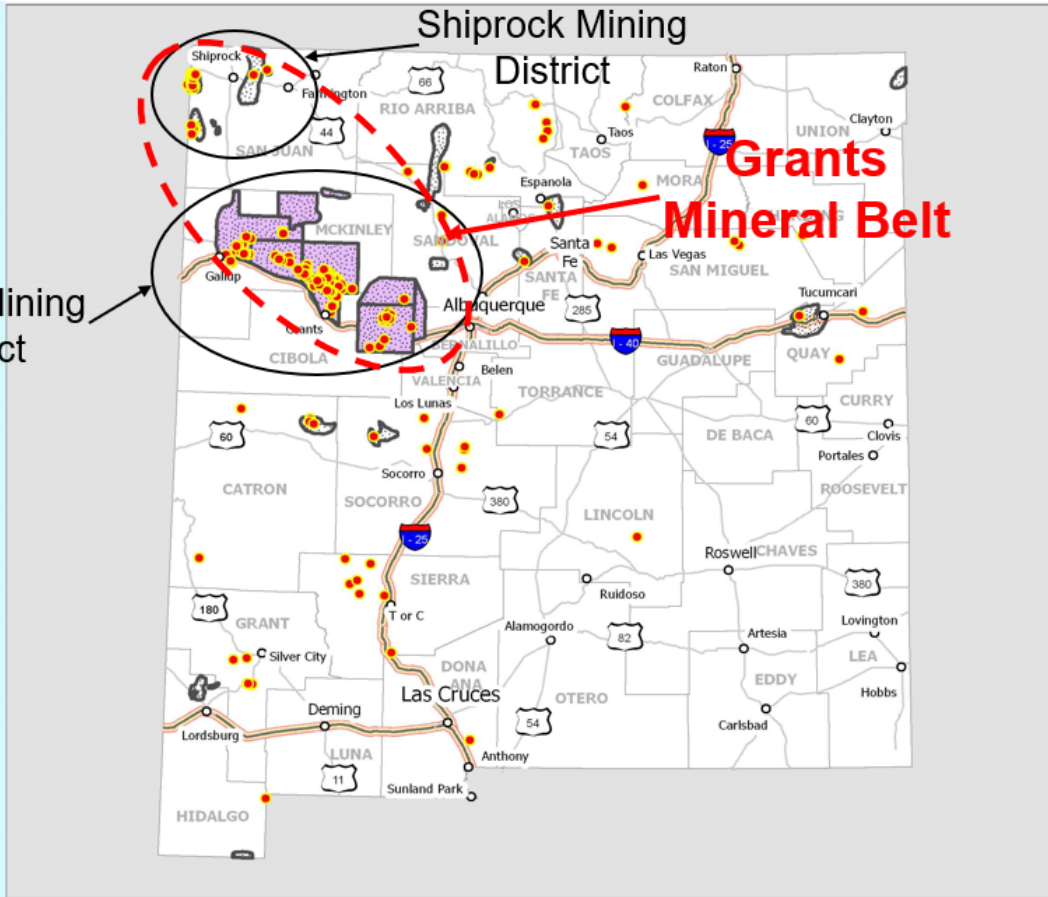 Shiprock Mining
District
Shiprock
Farmington
66
RIO ARRIBA
44
SAN JUAN
Raton
COLFAX
UNION
Clayton
Taos
TAOS
I - 25
Grants
Mineral Belt
MORA
Espanola
LOS
MCKINLEY
SANDOVAL
Santa
Fe
SANTA
FE
Las Vegas
SAN MIGUEL
Gallup
Mining
Albuquerque
285
Tucumcari
Grants
I - 40
BERNALILLO
CIBOLA
GUADALUPE
QUAY
Belen
VALENCIA
TORRANCE
Los Lunas
CURRY
60
54
60
DE BACA
Clovis
Portales
Socorro
CATRON
SOCORRO
380
ROOSEVELT
LINCOLN
I - 25
Roswell
CHAVES
SIERRA
380
Ruidoso
180
T or C
GRANT
Alamogordo
82
Artesia
Lovington
Silver City
LEA
DONA
ANA
EDDY
Hobbs
Las Cruces
OTERO
Deming
54
Carlsbad
Lordsburg
LUNA
Anthony
11
Sunland Park
HIDALGO